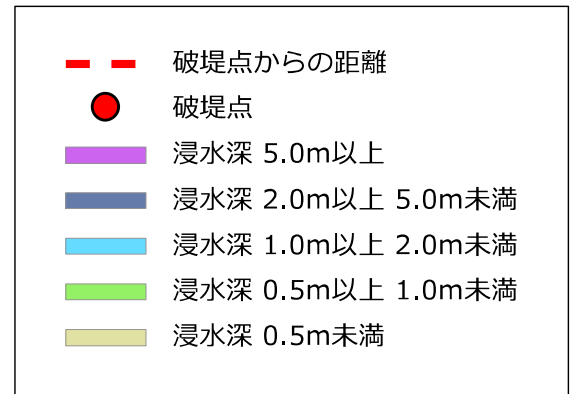 破堤点からの距離
破堤点
浸水深 5.0m以上
浸水深 2.0m以上 5.0m未満
浸水深 1.0m以上 2.0m未満
浸水深 0.5m以上 1.0m未満
浸水深 0.5m未満